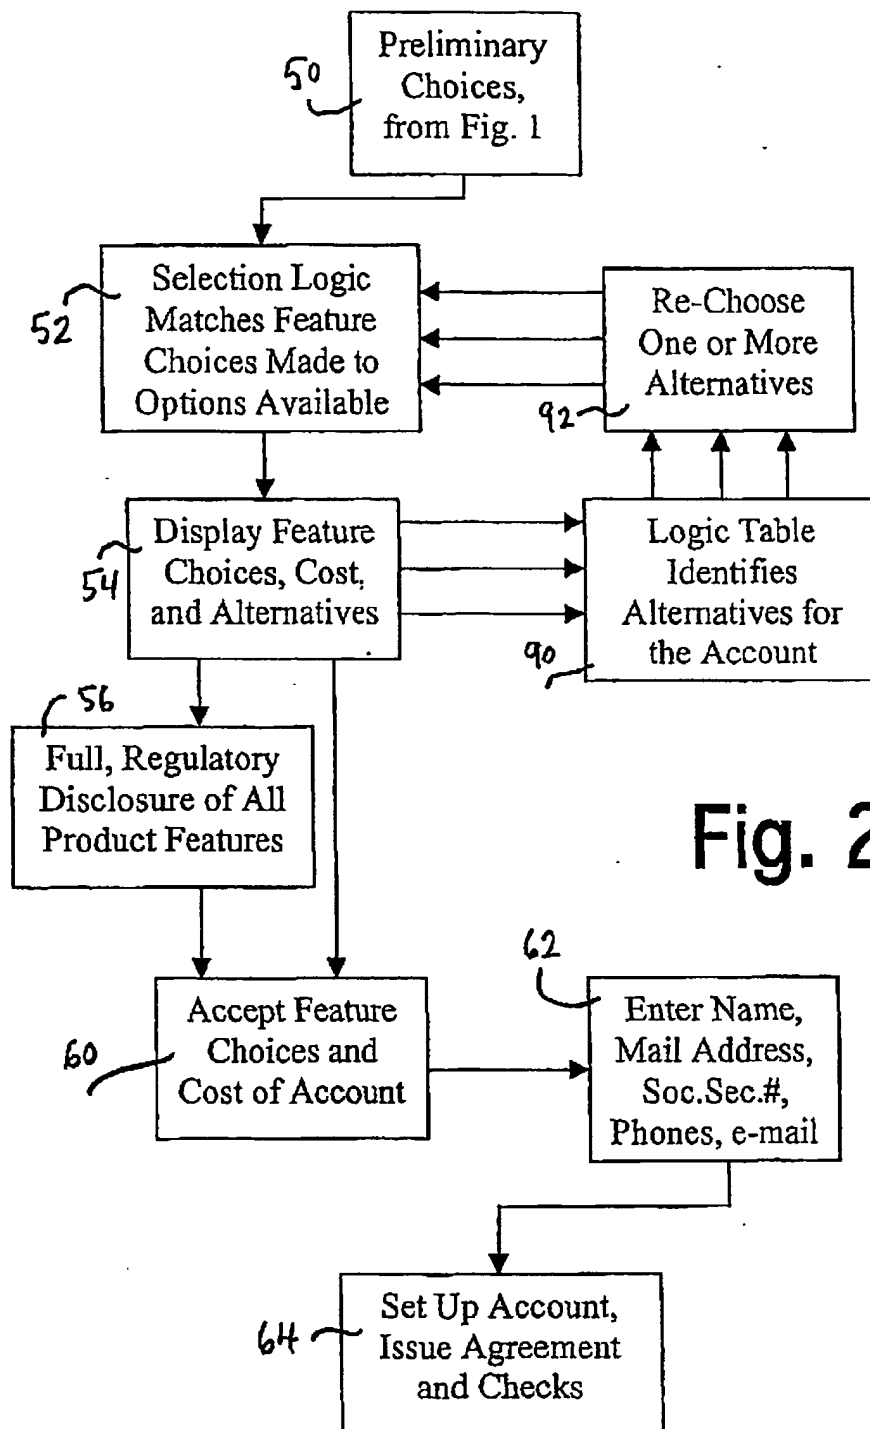 50
Preliminary
Choices,
from Fig. 1
52
Selection Logic
Matches Feature
Choices Made to
Options Available
Re-Choose
One or More
Alternatives
92
54
Display Feature
Choices, Cost,
and Alternatives
Logic Table
Identifies
Alternatives for
the Account
90
56
Full, Regulatory
Disclosure of All
Product Features
Fig. 2
60
Accept Feature
Choices and
Cost of Account
62
Enter Name,
Mail Address,
Soc.Sec.#,
Phones, e-mail
64
Set Up Account,
Issue Agreement
and Checks